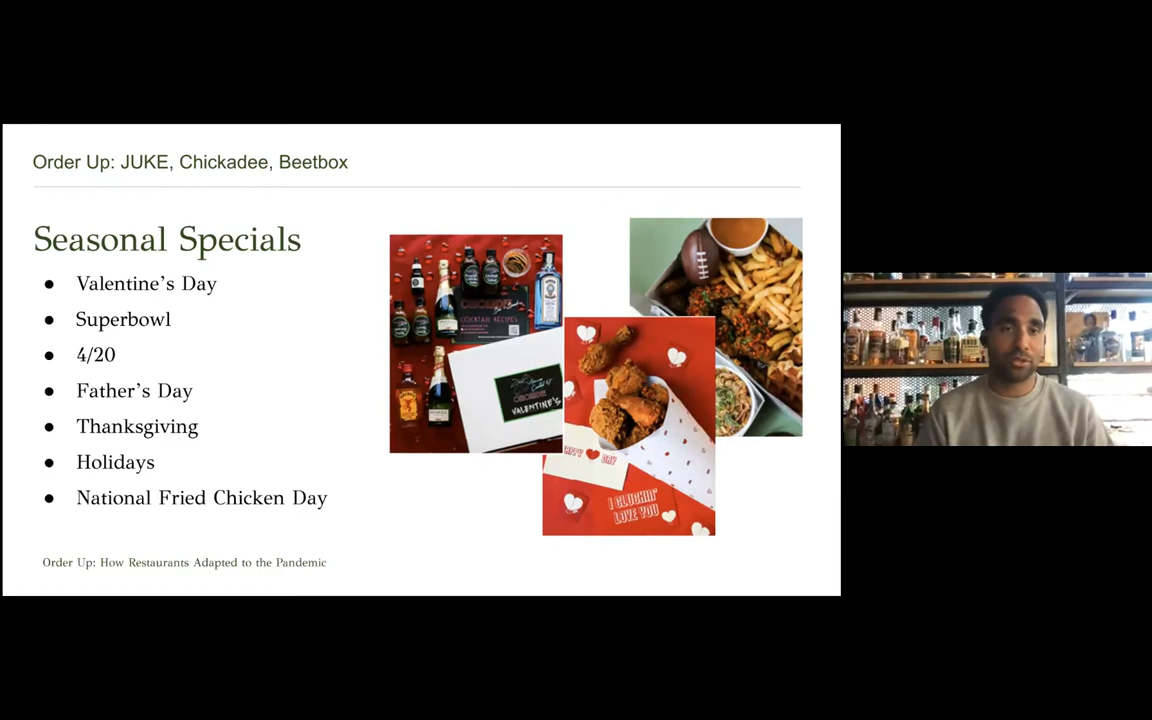 Order Up: JUKE, Chickadee, Beetbox
Seasonal Specials
● Valentine’s Day
● Superbowl
● 4/20
● Father’s Day
● Thanksgiving
● Holidays
● National Fried Chicken Day
COCKTAIL RECIPES
VALENTINE'S
DAY
I CLUCKIN'
LOVE YOU
Order Up: How Restaurants Adapted to the Pandemic